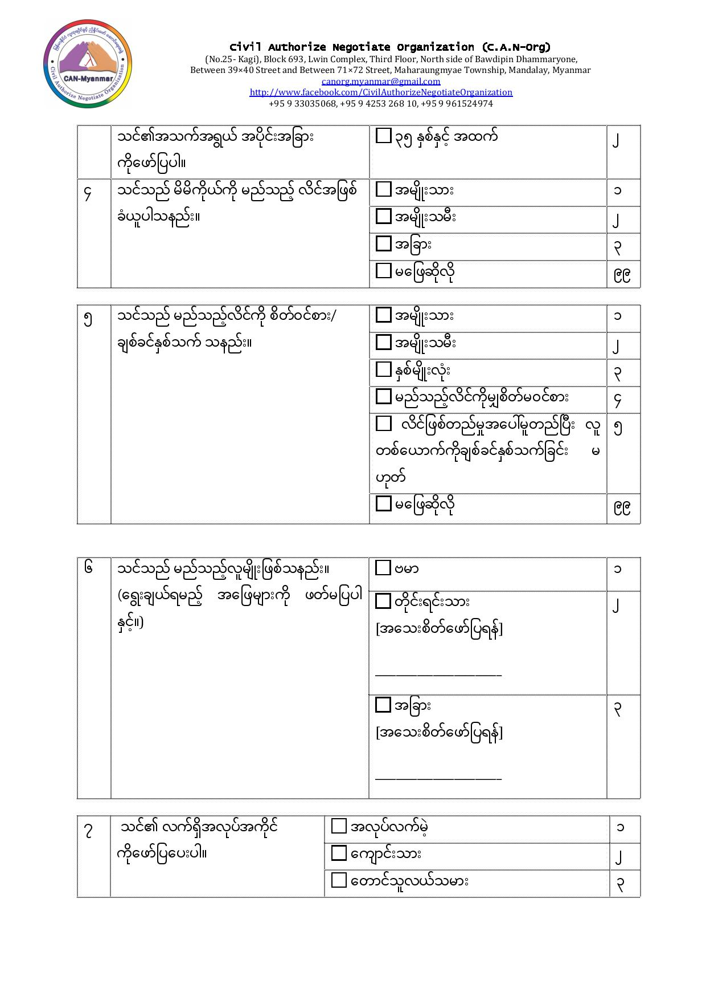 Civil Authorize Negotiate Organization (C.A.N-Org)
(No.25- Kagi), Block 693, Lwin Complex, Third Floor, North side of Bawdipin Dhammaryone,
Between 39×40 Street and Between 71×72 Street, Maharaungmyae Township, Mandalay, Myanmar
canorg.myanmar@gmail.com
http://www.facebook.com/CivilAuthorizeNegotiateOrganization
+95 9 33035068, +95 9 4253 268 10, +95 9 961524974
CAN-Myanmar
Civil Authorize Negotiate Organization
သင်၏အသက်အရွယ် အပိုင်းအခြား
ကိုဖော်ပြပါ။
၃၅ နှစ်နှင့် အထက် ၂
၄ သင်သည် မိမိကိုယ်ကို မည်သည့် လိင်အဖြစ်
ခံယူပါသနည်း။
အမျိုးသား ၁
အမျိုးသမီး ၂
အခြား ၃
မဖြေဆိုလို ၉၉
၅ သင်သည် မည်သည့်လိင်ကို စိတ်ဝင်စား/
ချစ်ခင်နှစ်သက် သနည်း။
အမျိုးသား ၁
အမျိုးသမီး ၂
နှစ်မျိုးလုံး ၃
မည်သည့်လိင်ကိုမျှစိတ်မဝင်စား ၄
လိင်ဖြစ်တည်မှုအပေါ်မူတည်ပြီး လူ ၅
တစ်ယောက်ကိုချစ်ခင်နှစ်သက်ခြင်း မ
ဟုတ်
မဖြေဆိုလို ၉၉
၆ သင်သည် မည်သည့်လူမျိုးဖြစ်သနည်း။
(ရွေးချယ်ရမည့် အဖြေများကို ဖတ်မပြပါ
နှင့်။)
ဗမာ ၁
တိုင်းရင်းသား ၂
[အသေးစိတ်ဖော်ပြရန်]
____________________
အခြား ၃
[အသေးစိတ်ဖော်ပြရန်]
____________________
၇ သင်၏ လက်ရှိအလုပ်အကိုင်
ကိုဖော်ပြပေးပါ။
အလုပ်လက်မဲ့ ၁
ကျောင်းသား ၂
တောင်သူလယ်သမား ၃